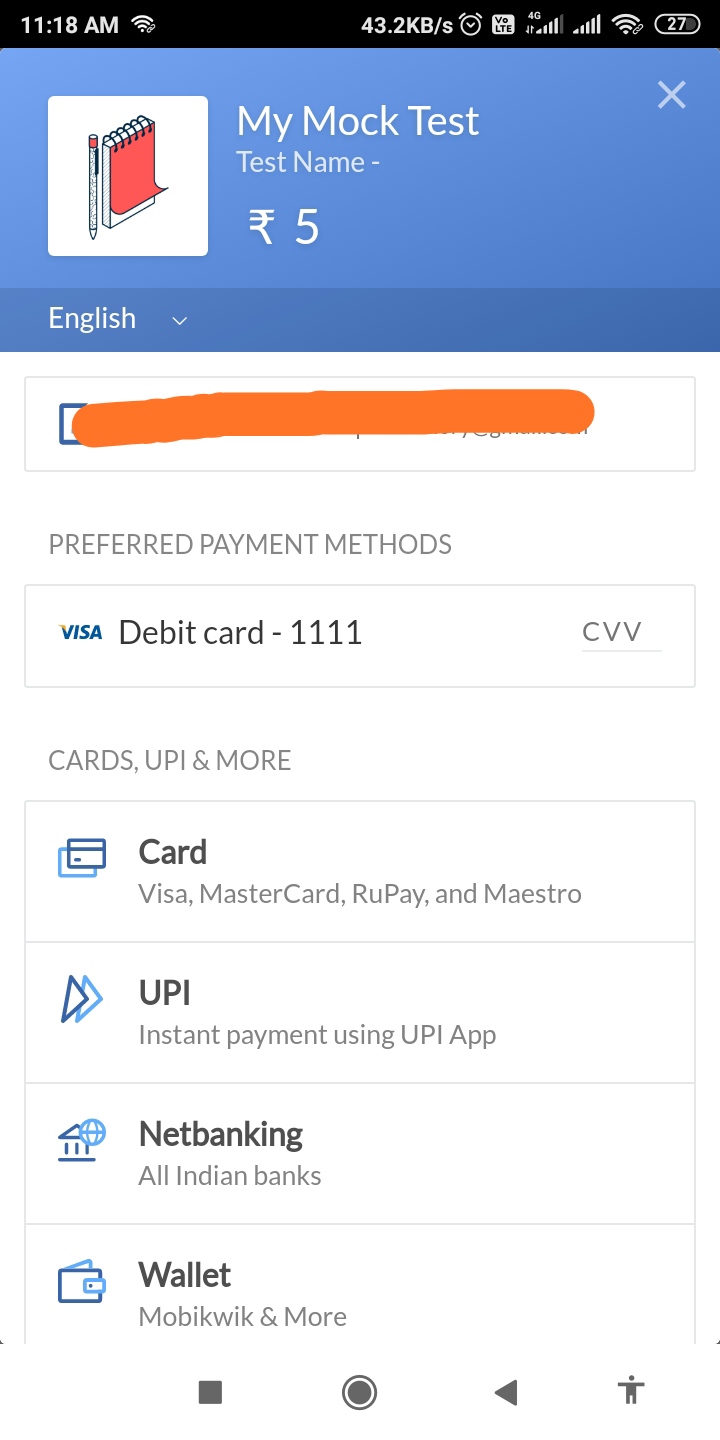 11:18 AM
43.2KB/s
Vo LTE
4G
27
My Mock Test
Test Name -
₹ 5
English
PREFERRED PAYMENT METHODS
VISA Debit card - 1111 CVV
CARDS, UPI & MORE
Card
Visa, MasterCard, RuPay, and Maestro
UPI
Instant payment using UPI App
Netbanking
All Indian banks
Wallet
Mobikwik & More